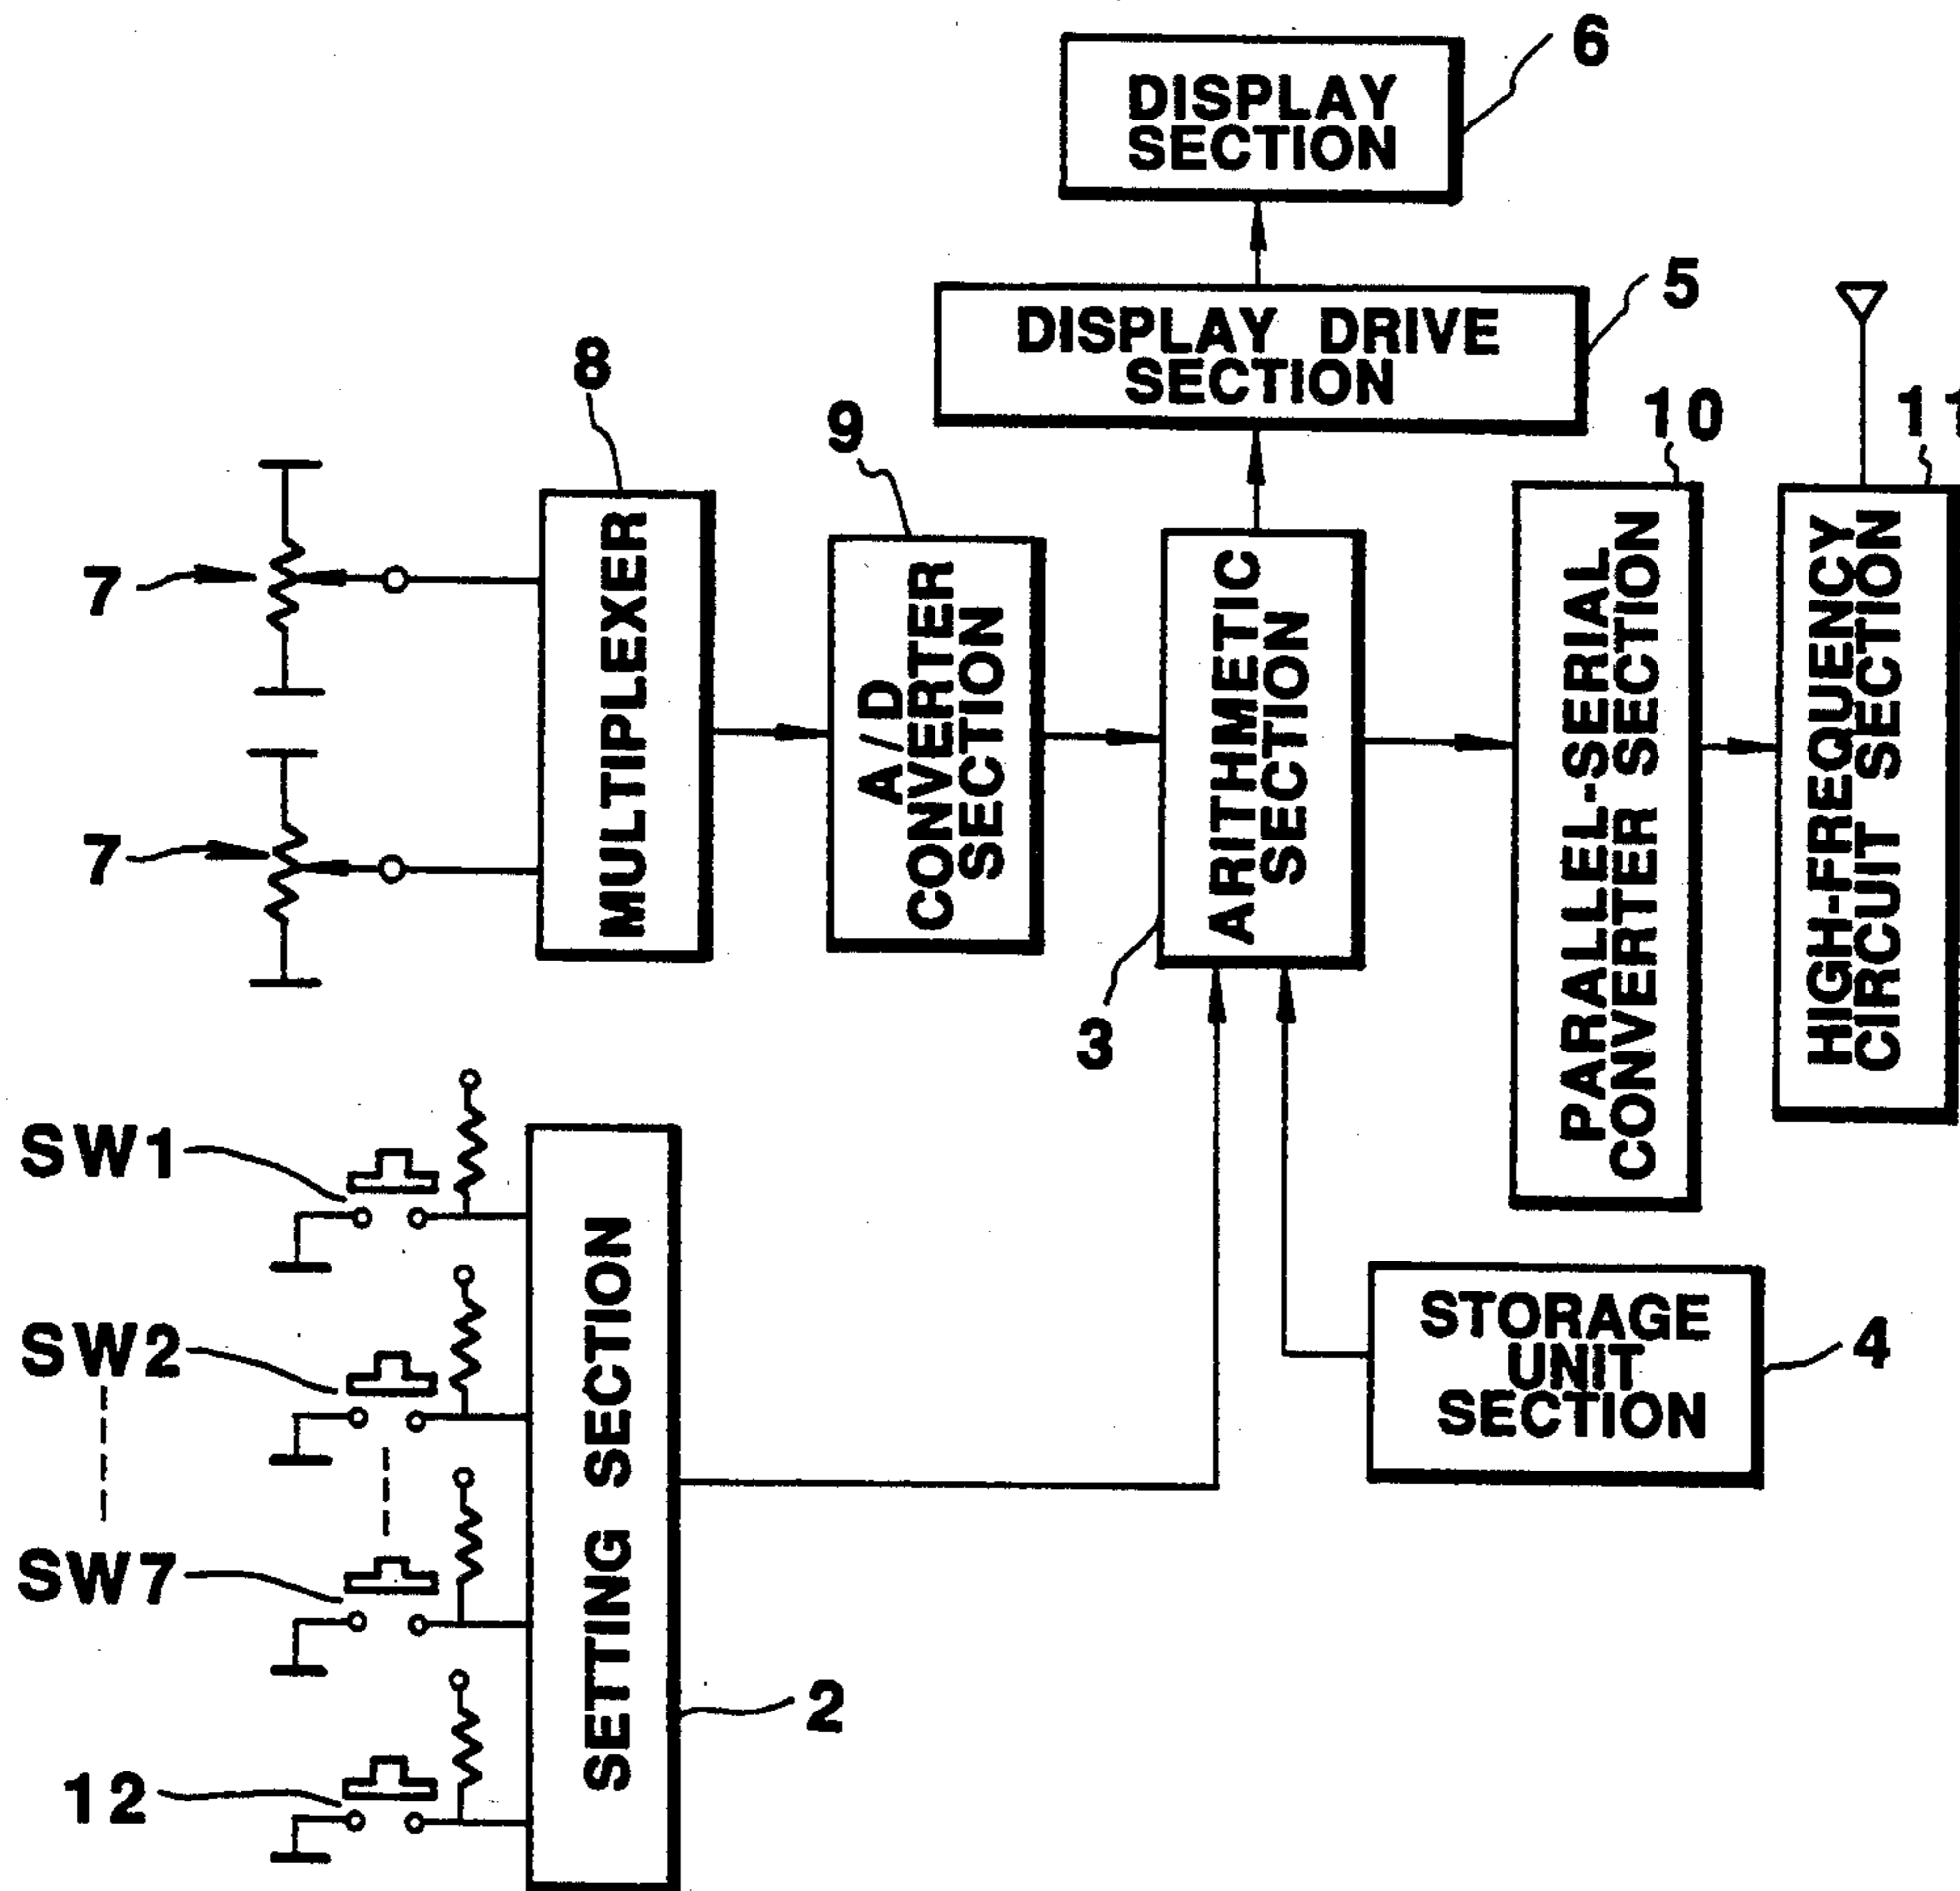 6
DISPLAY
SECTION
5
DISPLAY DRIVE
SECTION
8
9
10
11
7
7
MULTIPLEXER
A/D
CONVERTER
SECTION
ARITHMETIC
SECTION
PARALLEL-SERIAL
CONVERTER SECTION
HIGH-FREQUENCY
CIRCUIT SECTION
3
SW1
SW2
SW7
12
SETTING SECTION
2
STORAGE
UNIT
SECTION
4